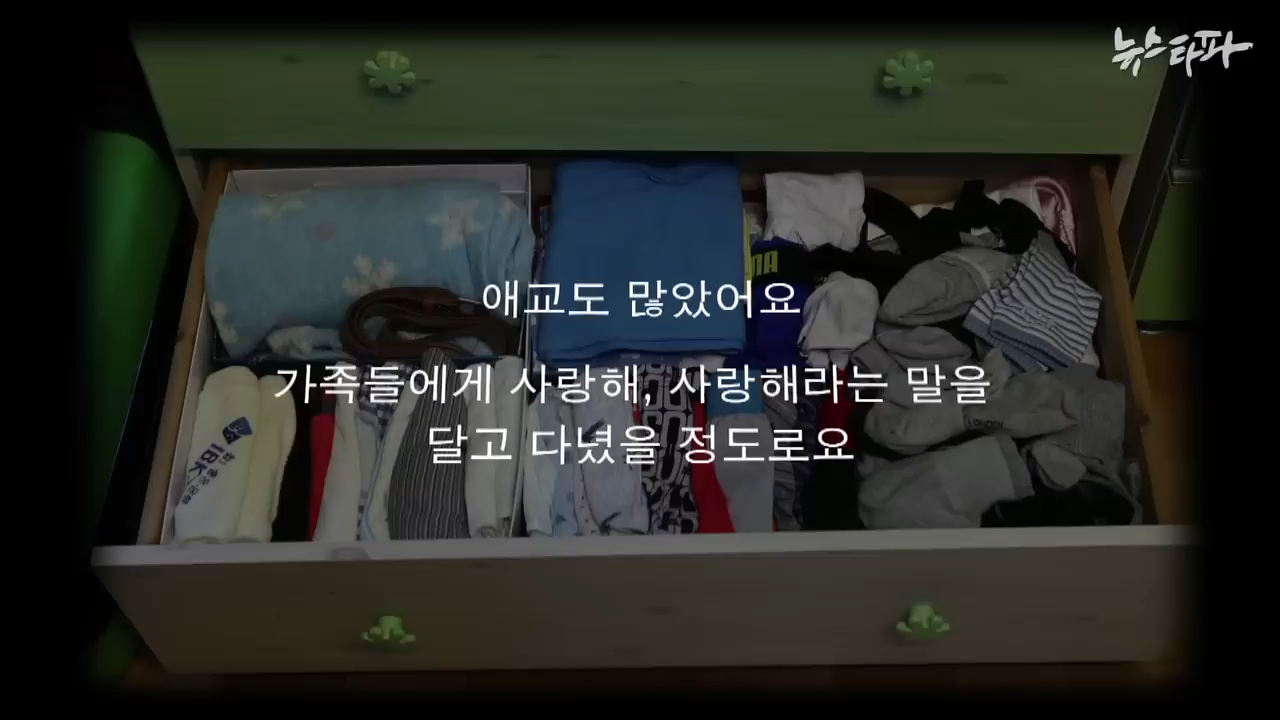 뉴스타파
애교도 많았어요
가족들에게 사랑해, 사랑해라는 말을
달고 다녔을 정도로요
IBK